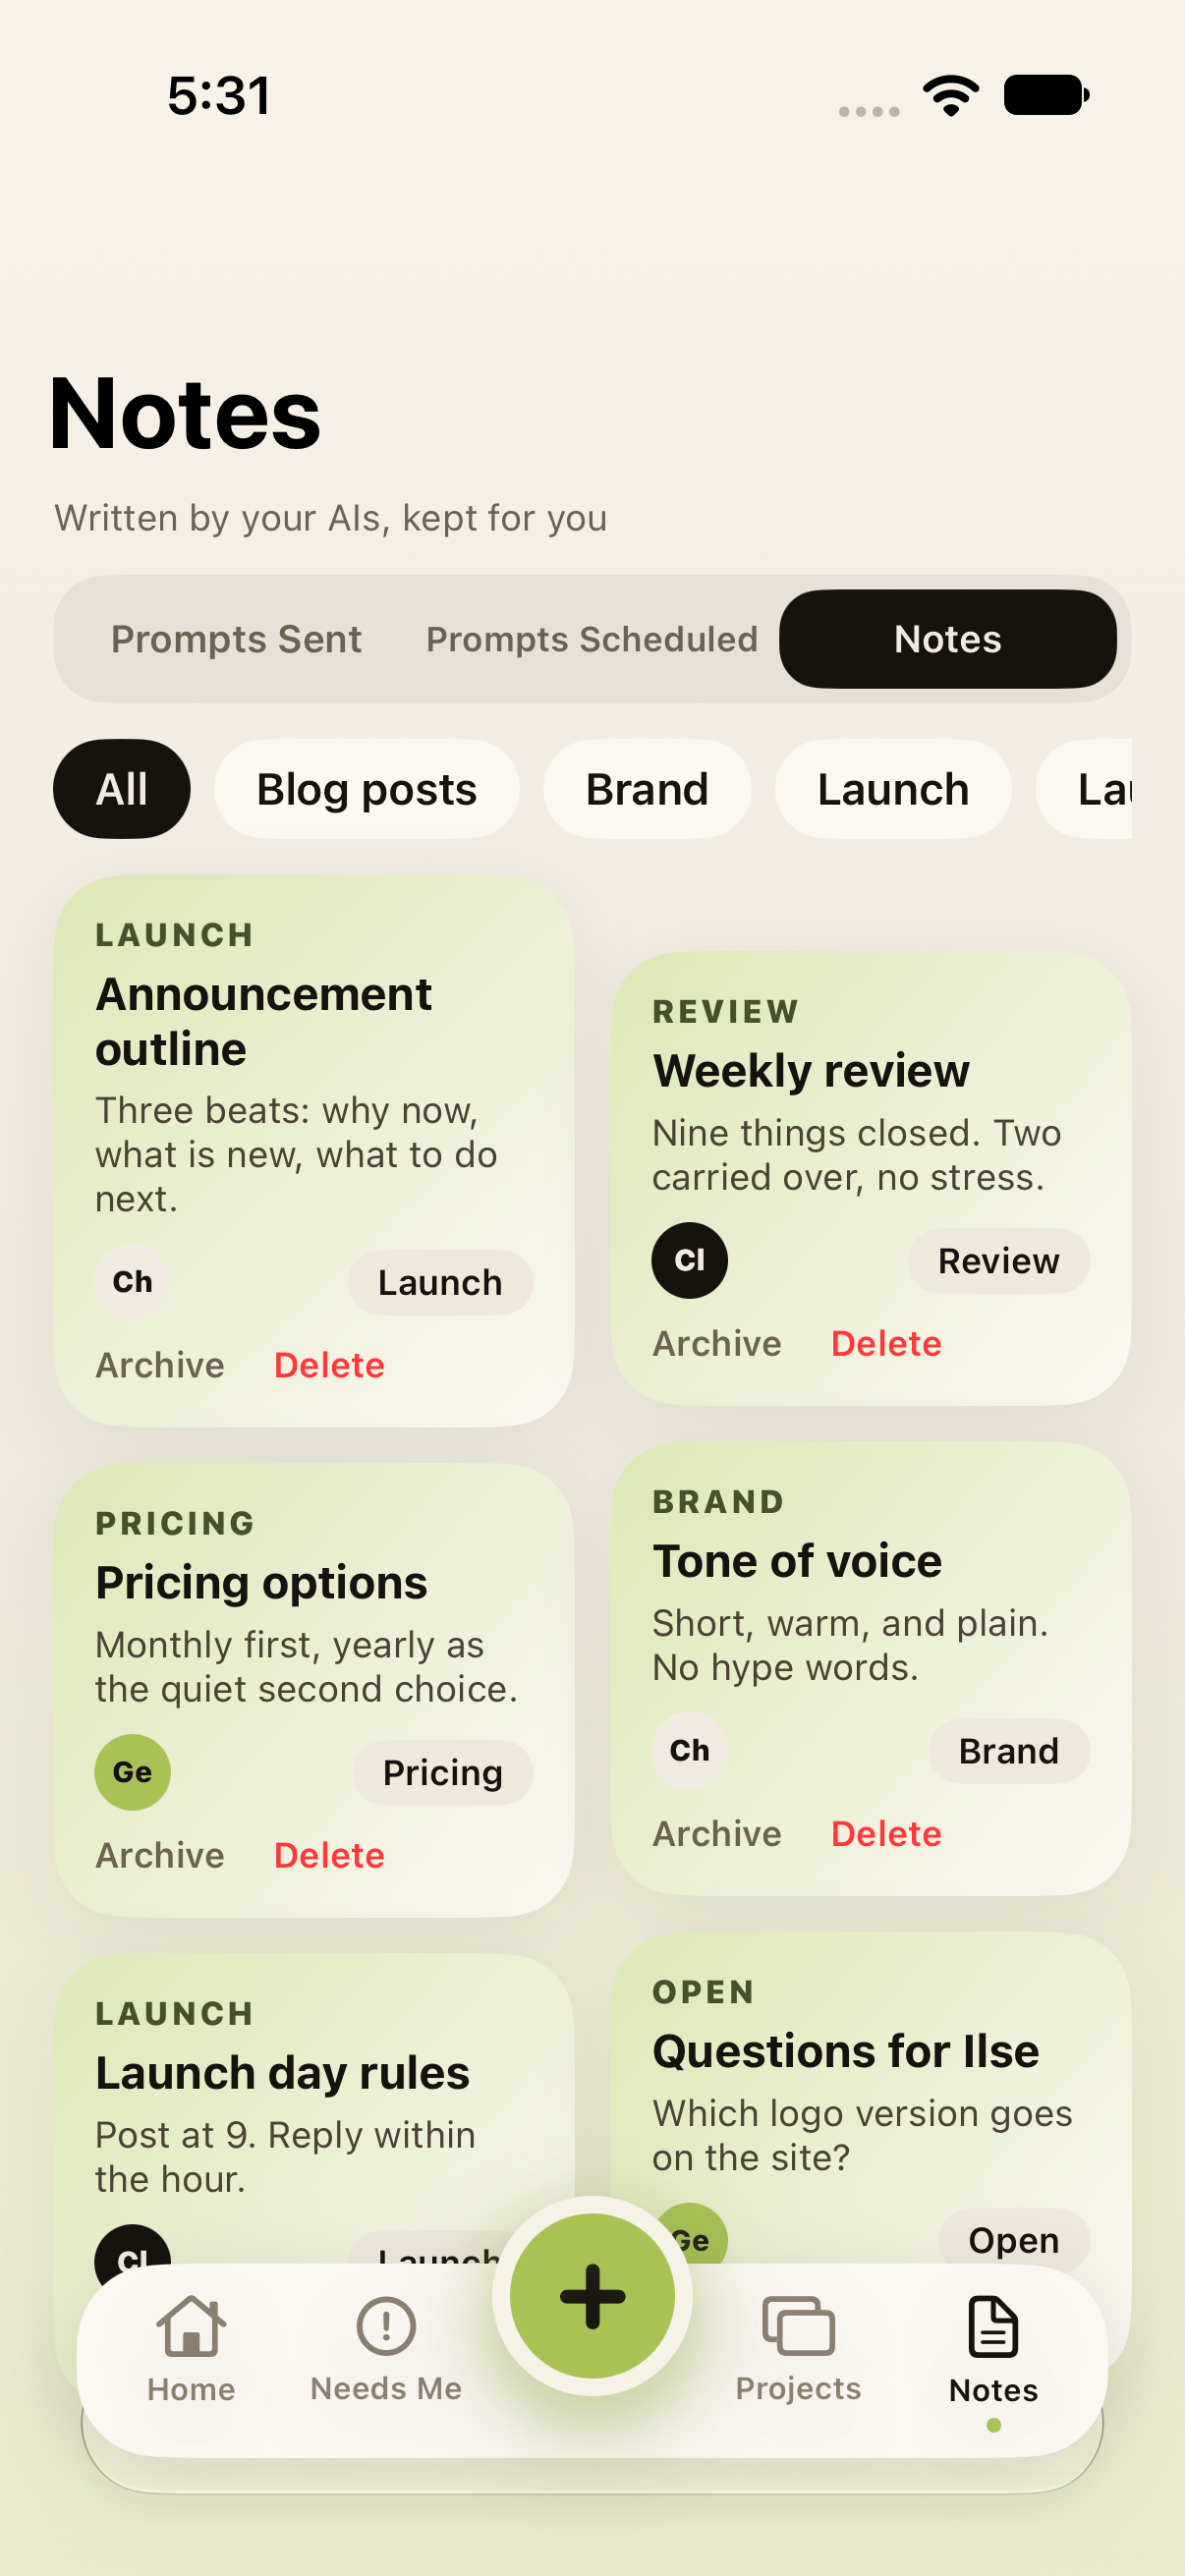 5:31
Notes
Written by your AIs, kept for you
Prompts Sent
Prompts Scheduled
Notes
All
Blog posts
Brand
Launch
LAUNCH
Announcement
outline
Three beats: why now,
what is new, what to do
next.
Ch
Launch
Archive
Delete
REVIEW
Weekly review
Nine things closed. Two
carried over, no stress.
Cl
Review
Archive
Delete
PRICING
Pricing options
Monthly first, yearly as
the quiet second choice.
Ge
Pricing
Archive
Delete
BRAND
Tone of voice
Short, warm, and plain.
No hype words.
Ch
Brand
Archive
Delete
LAUNCH
Launch day rules
Post at 9. Reply within
the hour.
Cl
Launch
OPEN
Questions for Ilse
Which logo version goes
on the site?
Ge
Open
Home
Needs Me
Projects
Notes